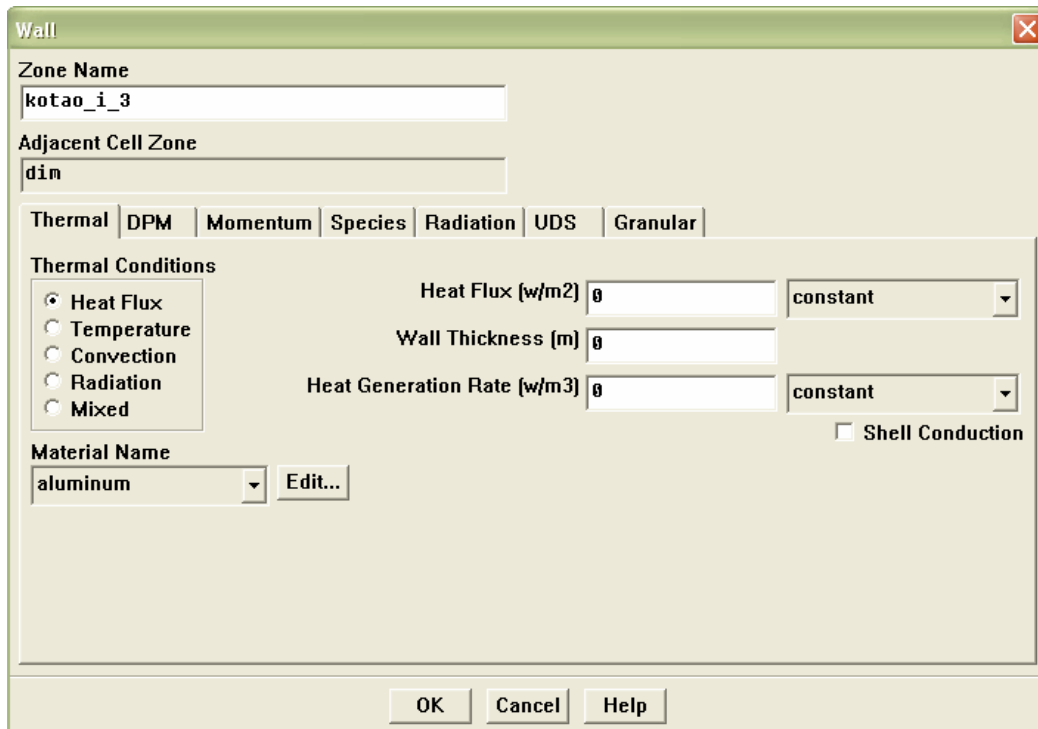 Wall
Zone Name
kotao_i_3
Adjacent Cell Zone
dim
Thermal DPM Momentum Species Radiation UDS Granular
Thermal Conditions
Heat Flux
Temperature
Convection
Radiation
Mixed
Heat Flux (w/m2) 0 constant
Wall Thickness (m) 0
Heat Generation Rate (w/m3) 0 constant
Shell Conduction
Material Name
aluminum Edit...
OK Cancel Help